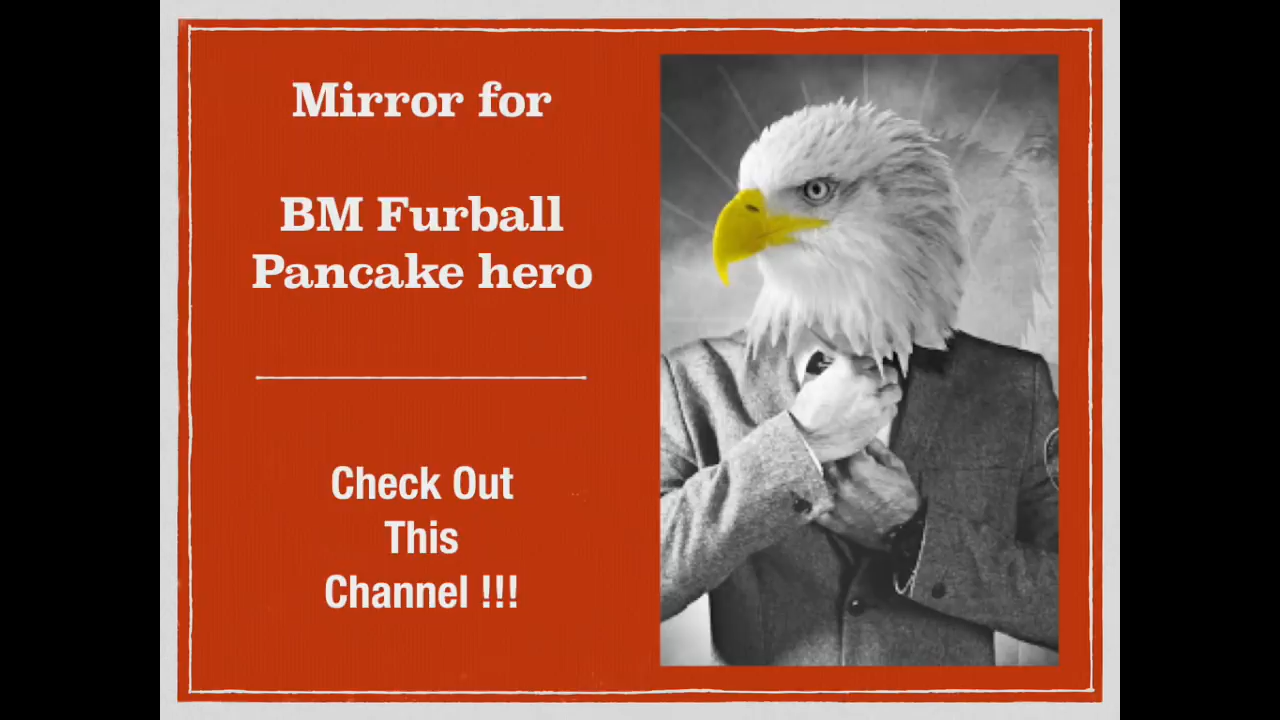 Mirror for
BM Furball
Pancake hero
Check Out
This
Channel !!!